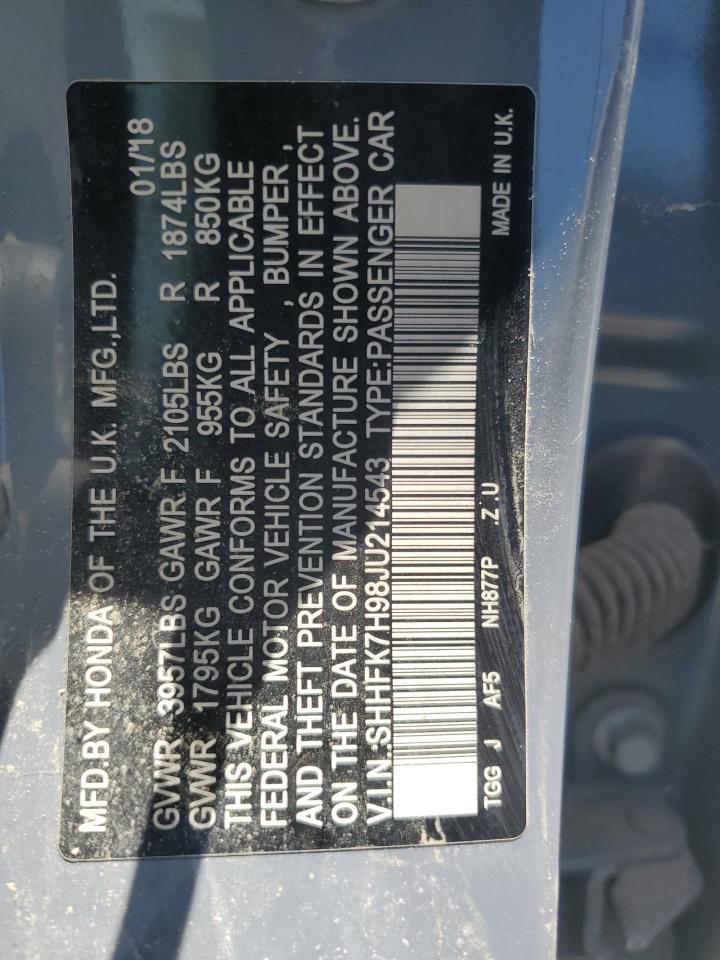 MFD.BY HONDA OF THE U.K. MFG.,LTD. 01/18
GVWR 3957LBS GAWR F 2105LBS R 1874LBS
GVWR 1795KG GAWR F 955KG R 850KG
THIS VEHICLE CONFORMS TO ALL APPLICABLE
FEDERAL MOTOR VEHICLE SAFETY , BUMPER ,
AND THEFT PREVENTION STANDARDS IN EFFECT
ON THE DATE OF MANUFACTURE SHOWN ABOVE.
V.I.N.:SHHFK7H98JU214543 TYPE:PASSENGER CAR
TGG J AF5 NH877P .Z .U MADE IN U.K.